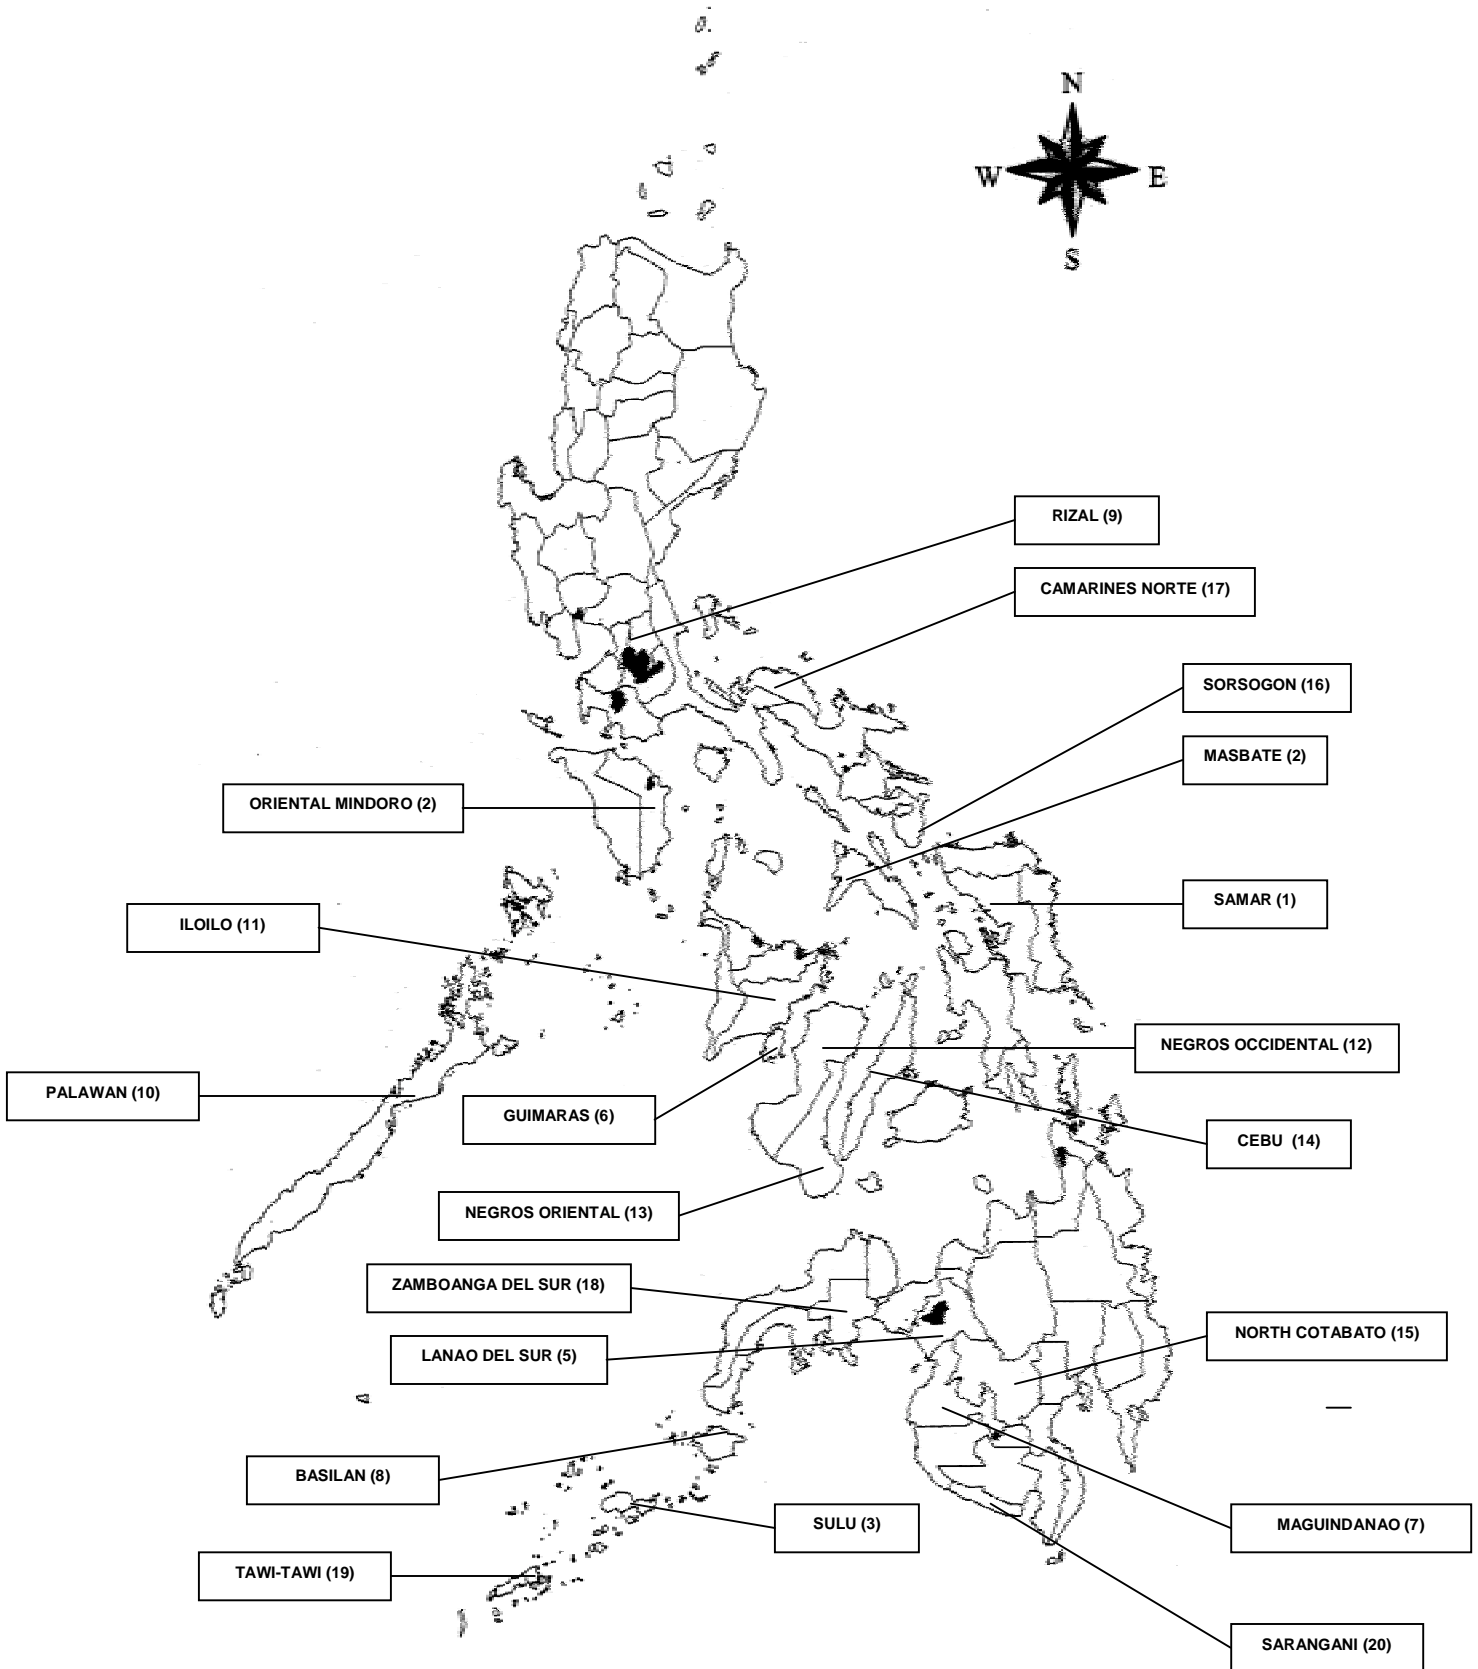 N
W E
S
RIZAL (9)
CAMARINES NORTE (17)
SORSOGON (16)
MASBATE (2)
ORIENTAL MINDORO (2)
SAMAR (1)
ILOILO (11)
NEGROS OCCIDENTAL (12)
PALAWAN (10)
GUIMARAS (6)
CEBU (14)
NEGROS ORIENTAL (13)
ZAMBOANGA DEL SUR (18)
NORTH COTABATO (15)
LANAO DEL SUR (5)
BASILAN (8)
SULU (3)
MAGUINDANAO (7)
TAWI-TAWI (19)
SARANGANI (20)